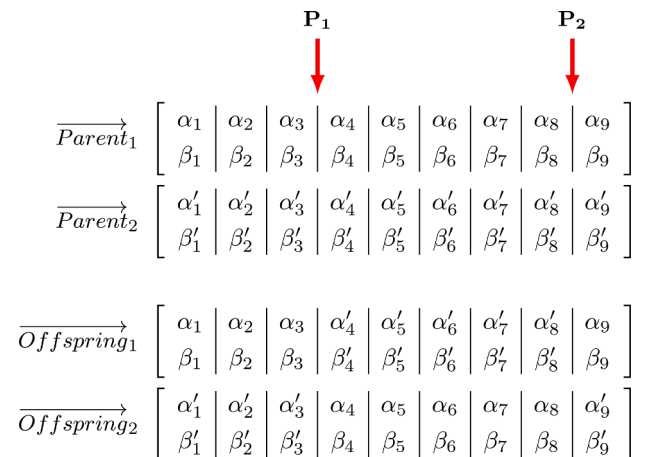 P₁ P₂
Parent₁ α₁ α₂ α₃ α₄ α₅ α₆ α₇ α₈ α₉
β₁ β₂ β₃ β₄ β₅ β₆ β₇ β₈ β₉
Parent₂ α′₁ α′₂ α′₃ α′₄ α′₅ α′₆ α′₇ α′₈ α′₉
β′₁ β′₂ β′₃ β′₄ β′₅ β′₆ β′₇ β′₈ β′₉
Offspring₁ α₁ α₂ α₃ α′₄ α′₅ α′₆ α′₇ α′₈ α₉
β₁ β₂ β₃ β′₄ β′₅ β′₆ β′₇ β′₈ β₉
Offspring₂ α′₁ α′₂ α′₃ α₄ α₅ α₆ α₇ α₈ α′₉
β′₁ β′₂ β′₃ β₄ β₅ β₆ β₇ β₈ β′₉